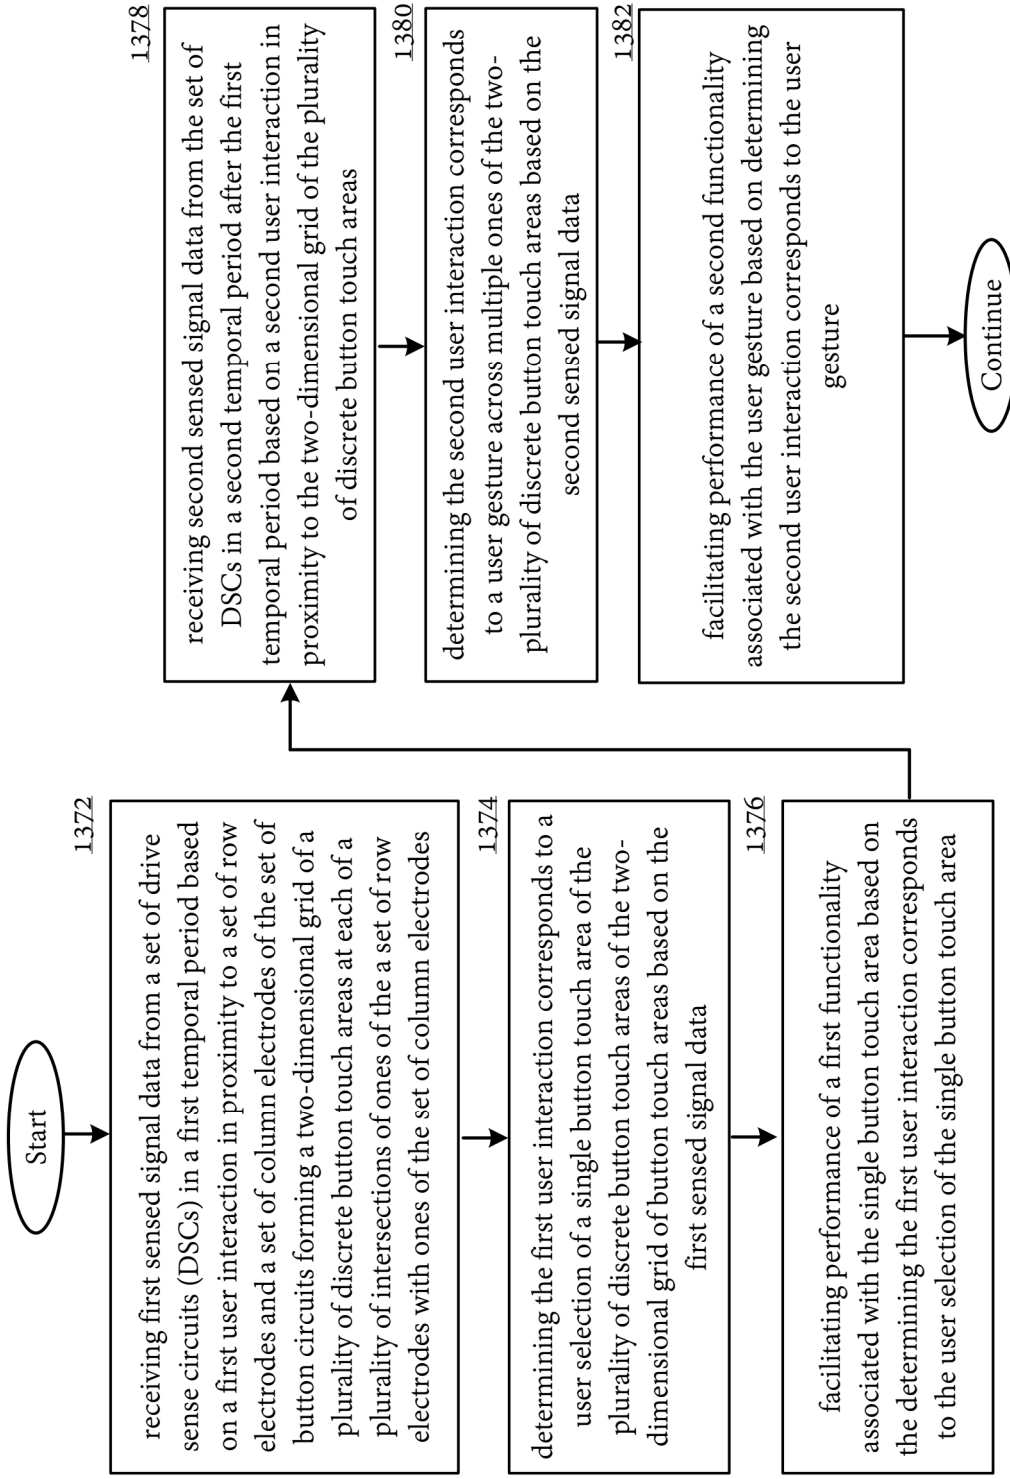 Start
1372
receiving first sensed signal data from a set of drive
sense circuits (DSCs) in a first temporal period based
on a first user interaction in proximity to a set of row
electrodes and a set of column electrodes of the set of
button circuits forming a two-dimensional grid of a
plurality of discrete button touch areas at each of a
plurality of intersections of ones of the a set of row
electrodes with ones of the set of column electrodes
1374
determining the first user interaction corresponds to a
user selection of a single button touch area of the
plurality of discrete button touch areas of the two-
dimensional grid of button touch areas based on the
first sensed signal data
1376
facilitating performance of a first functionality
associated with the single button touch area based on
the determining the first user interaction corresponds
to the user selection of the single button touch area
1378
receiving second sensed signal data from the set of
DSCs in a second temporal period after the first
temporal period based on a second user interaction in
proximity to the two-dimensional grid of the plurality
of discrete button touch areas
1380
determining the second user interaction corresponds
to a user gesture across multiple ones of the two-
plurality of discrete button touch areas based on the
second sensed signal data
1382
facilitating performance of a second functionality
associated with the user gesture based on determining
the second user interaction corresponds to the user
gesture
Continue